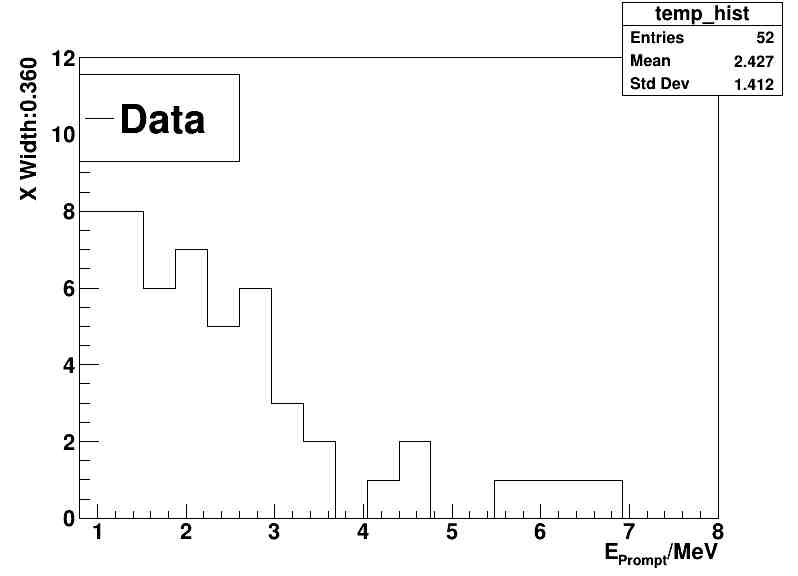 temp_hist
Entries 52
Mean 2.427
Std Dev 1.412
X Width:0.360
12
10
8
6
4
2
0
Data
1 2 3 4 5 6 7 8
E_Prompt/MeV